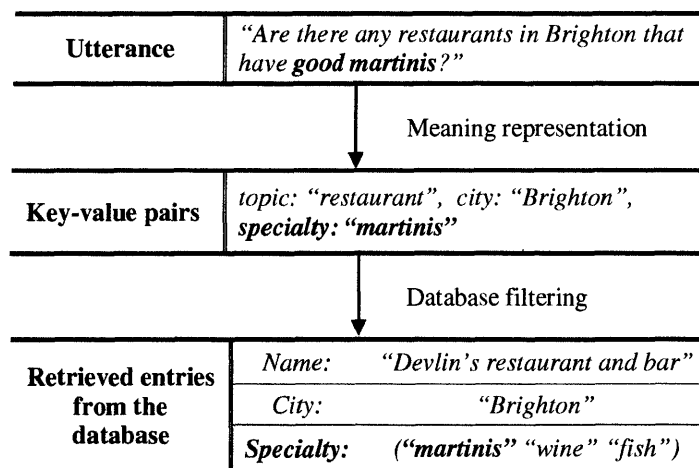 Utterance
“Are there any restaurants in Brighton that
have good martinis?”
Meaning representation
Key-value pairs
topic: “restaurant”, city: “Brighton”,
specialty: “martinis”
Database filtering
Retrieved entries
from the
database
Name: “Devlin’s restaurant and bar”
City: “Brighton”
Specialty: (“martinis” “wine” “fish”)